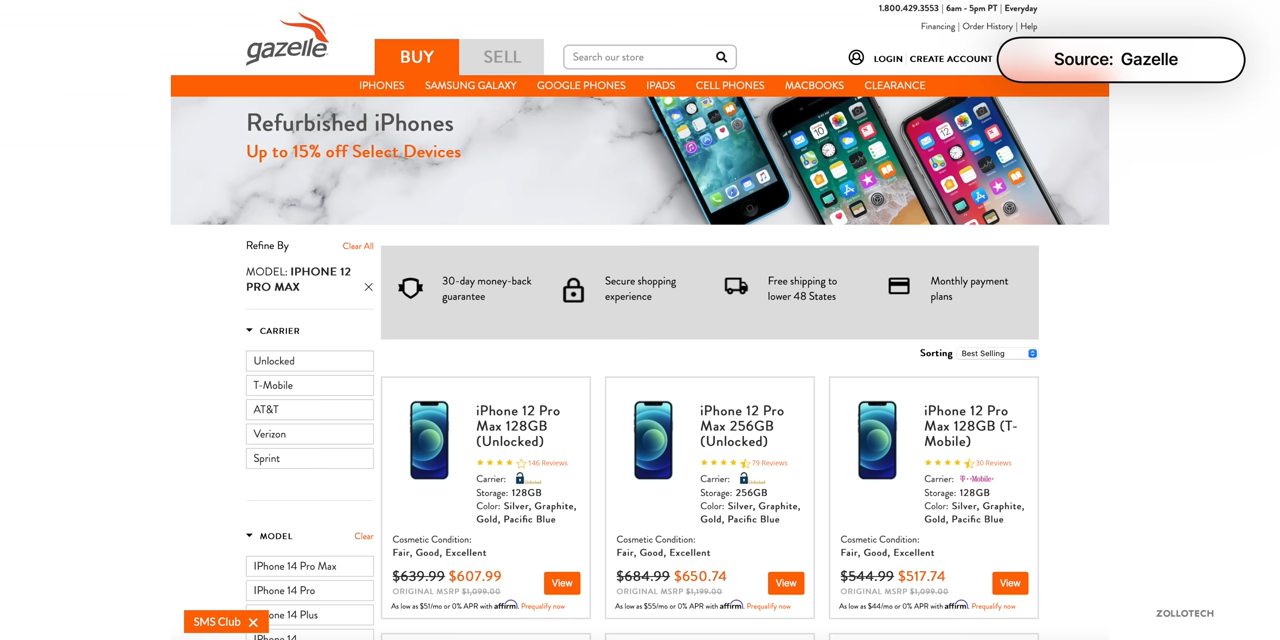 1.800.429.3553 | 6am - 5pm PT | Everyday
Financing | Order History | Help
gazelle
BUY
SELL
Search our store
LOGIN | CREATE ACCOUNT
Source: Gazelle
IPHONES SAMSUNG GALAXY GOOGLE PHONES IPADS CELL PHONES MACBOOKS CLEARANCE
Refurbished iPhones
Up to 15% off Select Devices
Refine By
Clear All
MODEL: IPHONE 12
PRO MAX
CARRIER
Unlocked
T-Mobile
AT&T
Verizon
Sprint
MODEL
Clear
IPhone 14 Pro Max
IPhone 14 Pro
one 14 Plus
IPhone 14
SMS Club X
30-day money-back
guarantee
Secure shopping
experience
Free shipping to
lower 48 States
Monthly payment
plans
Sorting
Best Selling
iPhone 12 Pro
Max 128GB
(Unlocked)
146 Reviews
Carrier:
Storage: 128GB
Color: Silver, Graphite,
Gold, Pacific Blue
Cosmetic Condition:
Fair, Good, Excellent
$639.99 $607.99
ORIGINAL MSRP $1,099.00
View
As low as $51/mo or 0% APR with affirm. Prequalify now
iPhone 12 Pro
Max 256GB
(Unlocked)
79 Reviews
Carrier:
Storage: 256GB
Color: Silver, Graphite,
Gold, Pacific Blue
Cosmetic Condition:
Fair, Good, Excellent
$684.99 $650.74
ORIGINAL MSRP $1,199.00
View
As low as $55/mo or 0% APR with affirm. Prequalify now
iPhone 12 Pro
Max 128GB (T-
Mobile)
30 Reviews
Carrier: T-Mobile
Storage: 128GB
Color: Silver, Graphite,
Gold, Pacific Blue
Cosmetic Condition:
Fair, Good, Excellent
$544.99 $517.74
ORIGINAL MSRP $1,099.00
View
As low as $44/mo or 0% APR with affirm. Prequalify now
ZOLLOTECH